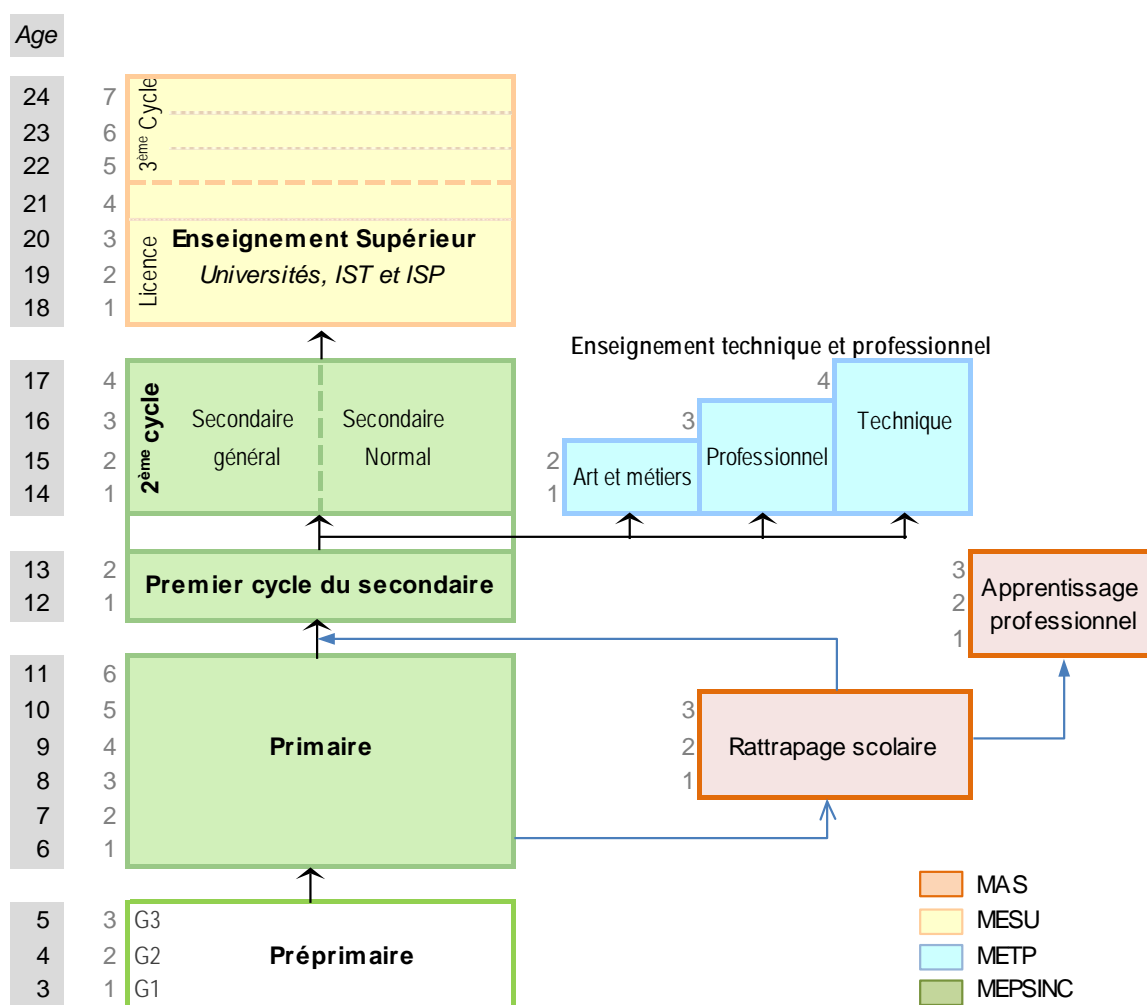 Age
24 7
23 6
22 5
3ème Cycle
21 4
20 3
19 2
18 1
Licence
Enseignement Supérieur
Universités, IST et ISP
Enseignement technique et professionnel
17 4
16 3
15 2
14 1
2ème cycle
Secondaire
général
Secondaire
Normal
2
1
Art et métiers
3
Professionnel
4
Technique
13 2
12 1
Premier cycle du secondaire
3
2
1
Apprentissage
professionnel
11 6
10 5
9 4
8 3
7 2
6 1
Primaire
3
2
1
Rattrapage scolaire
5 3 G3
4 2 G2
3 1 G1
Préprimaire
MAS
MESU
METP
MEPSINC